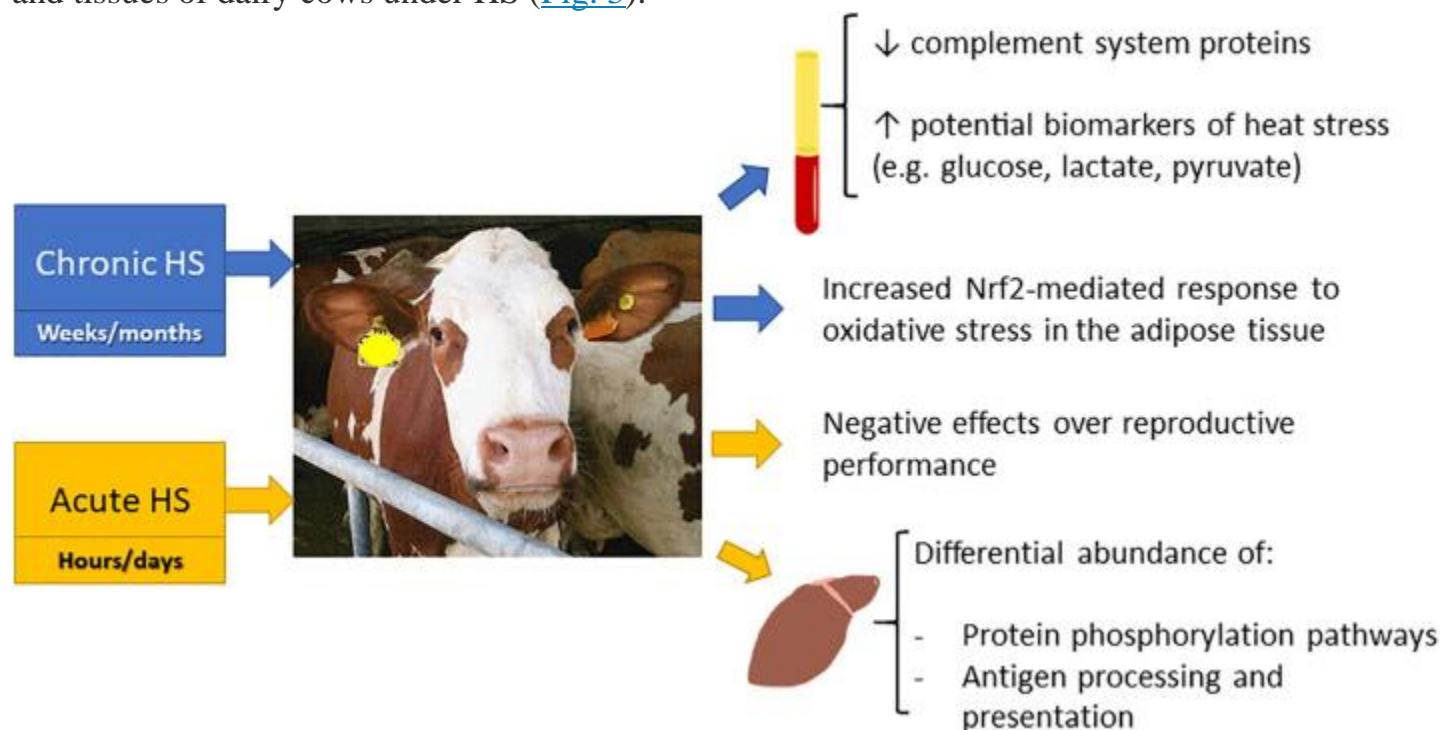 and tissues of dairy cows under HS (Fig. 3).
↓ complement system proteins
↑ potential biomarkers of heat stress
(e.g. glucose, lactate, pyruvate)
Chronic HS
Weeks/months
Increased Nrf2-mediated response to
oxidative stress in the adipose tissue
Negative effects over reproductive
performance
Acute HS
Hours/days
Differential abundance of:
- Protein phosphorylation pathways
- Antigen processing and
presentation